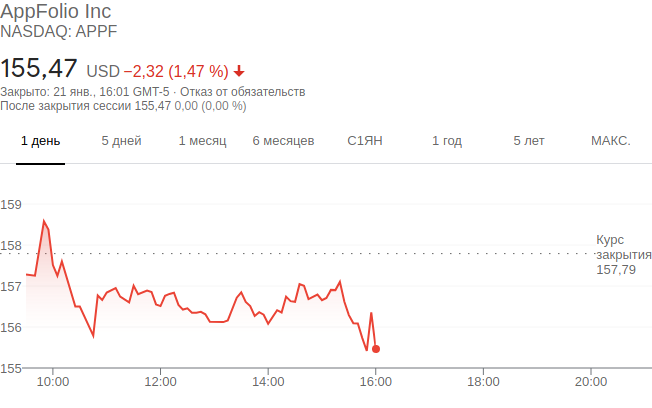 AppFolio Inc
NASDAQ: APPF
155,47 USD −2,32 (1,47 %)
Закрыто: 21 янв., 16:01 GMT-5 · Отказ от обязательств
После закрытия сессии 155,47 0,00 (0,00 %)
1 день 5 дней 1 месяц 6 месяцев С1ЯН 1 год 5 лет МАКС.
159
158
157
156
155
Курс
закрытия
157,79
10:00 12:00 14:00 16:00 18:00 20:00